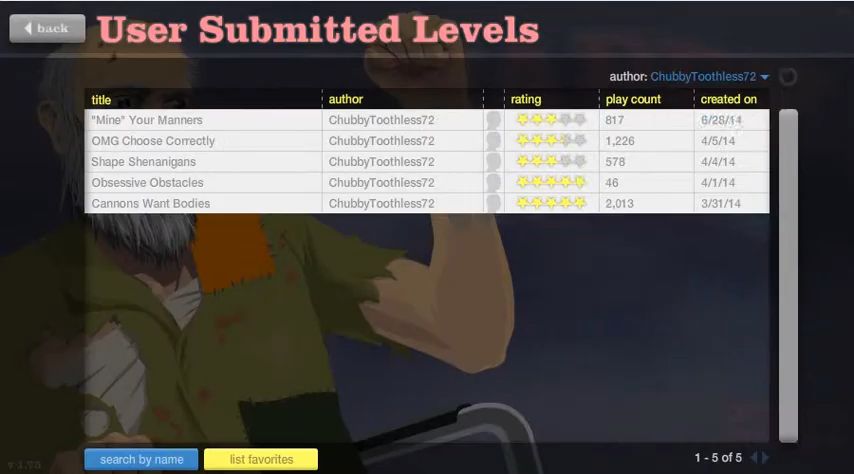 back
User Submitted Levels
author: ChubbyToothless72
title author rating play count created on
"Mine" Your Manners ChubbyToothless72 817 6/28/14
OMG Choose Correctly ChubbyToothless72 1,226 4/5/14
Shape Shenanigans ChubbyToothless72 578 4/4/14
Obsessive Obstacles ChubbyToothless72 46 4/1/14
Cannons Want Bodies ChubbyToothless72 2,013 3/31/14
search by name list favorites 1 - 5 of 5